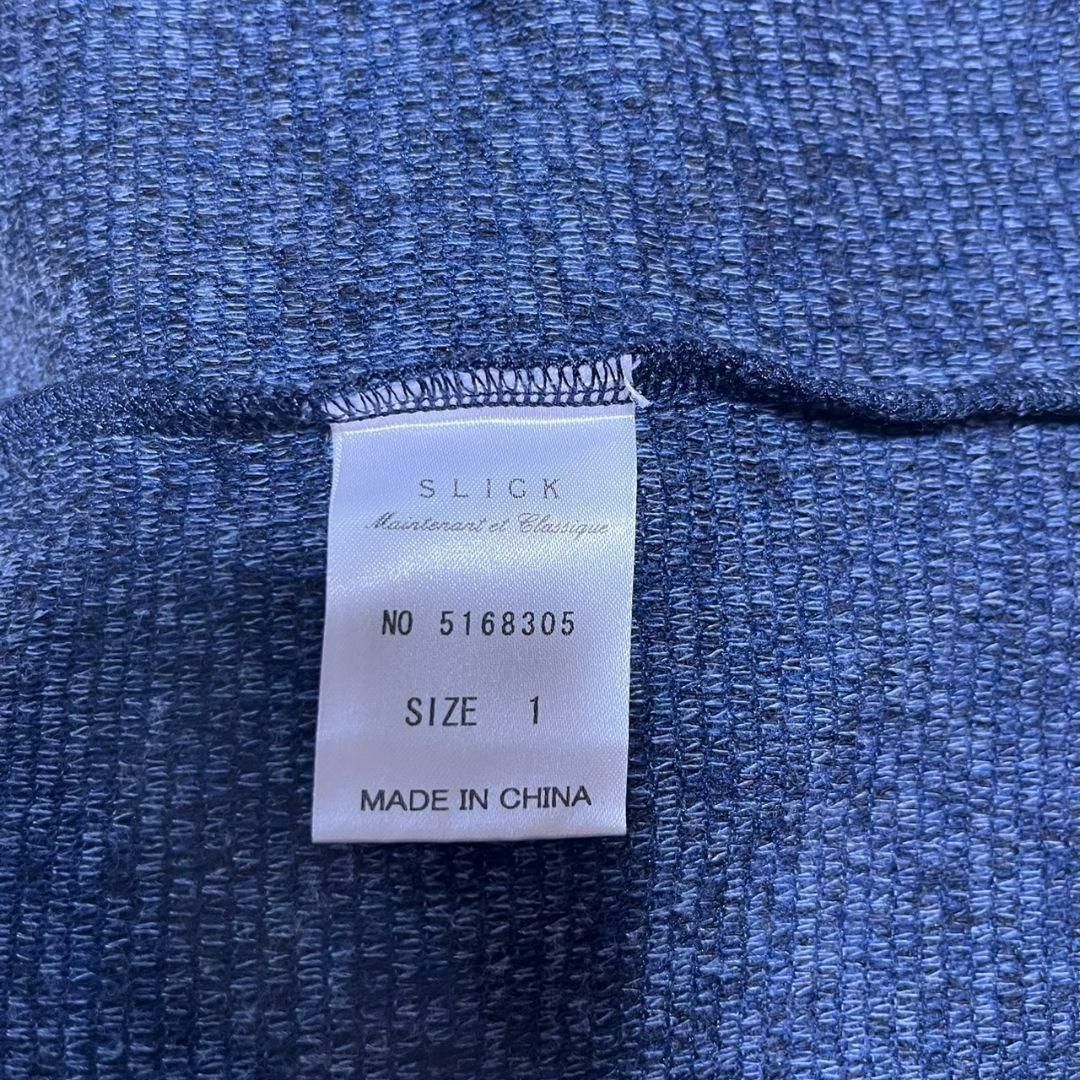 SLICK
Maintenant et Classique
NO 5168305
SIZE 1
MADE IN CHINA